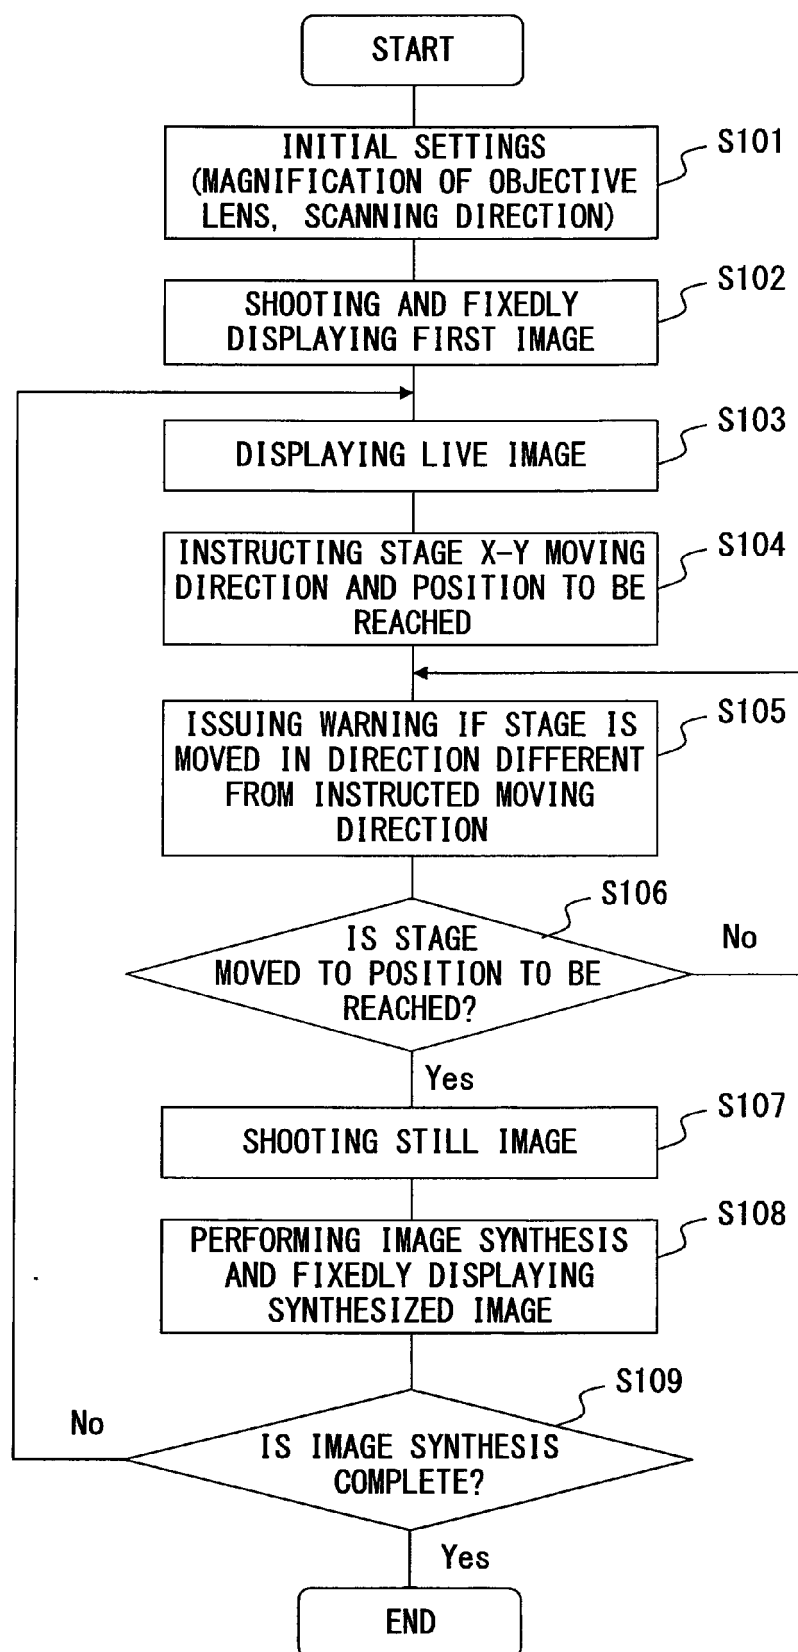 START
INITIAL SETTINGS
(MAGNIFICATION OF OBJECTIVE
LENS, SCANNING DIRECTION)
S101
SHOOTING AND FIXEDLY
DISPLAYING FIRST IMAGE
S102
DISPLAYING LIVE IMAGE
S103
INSTRUCTING STAGE X-Y MOVING
DIRECTION AND POSITION TO BE
REACHED
S104
ISSUING WARNING IF STAGE IS
MOVED IN DIRECTION DIFFERENT
FROM INSTRUCTED MOVING
DIRECTION
S105
IS STAGE
MOVED TO POSITION TO BE
REACHED?
S106
No
Yes
SHOOTING STILL IMAGE
S107
PERFORMING IMAGE SYNTHESIS
AND FIXEDLY DISPLAYING
SYNTHESIZED IMAGE
S108
IS IMAGE SYNTHESIS
COMPLETE?
S109
No
Yes
END